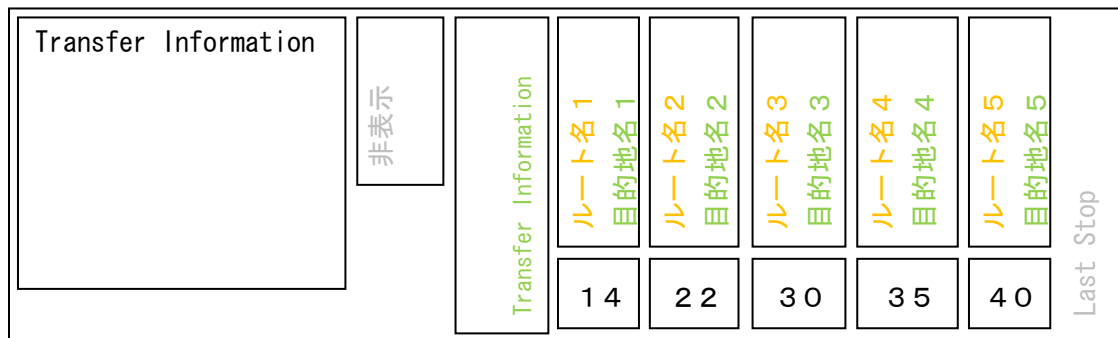 Transfer Information
非表示
Transfer Information
ルート名１
目的地名１
ルート名２
目的地名２
ルート名３
目的地名３
ルート名４
目的地名４
ルート名５
目的地名５
Last Stop
１４
２２
３０
３５
４０